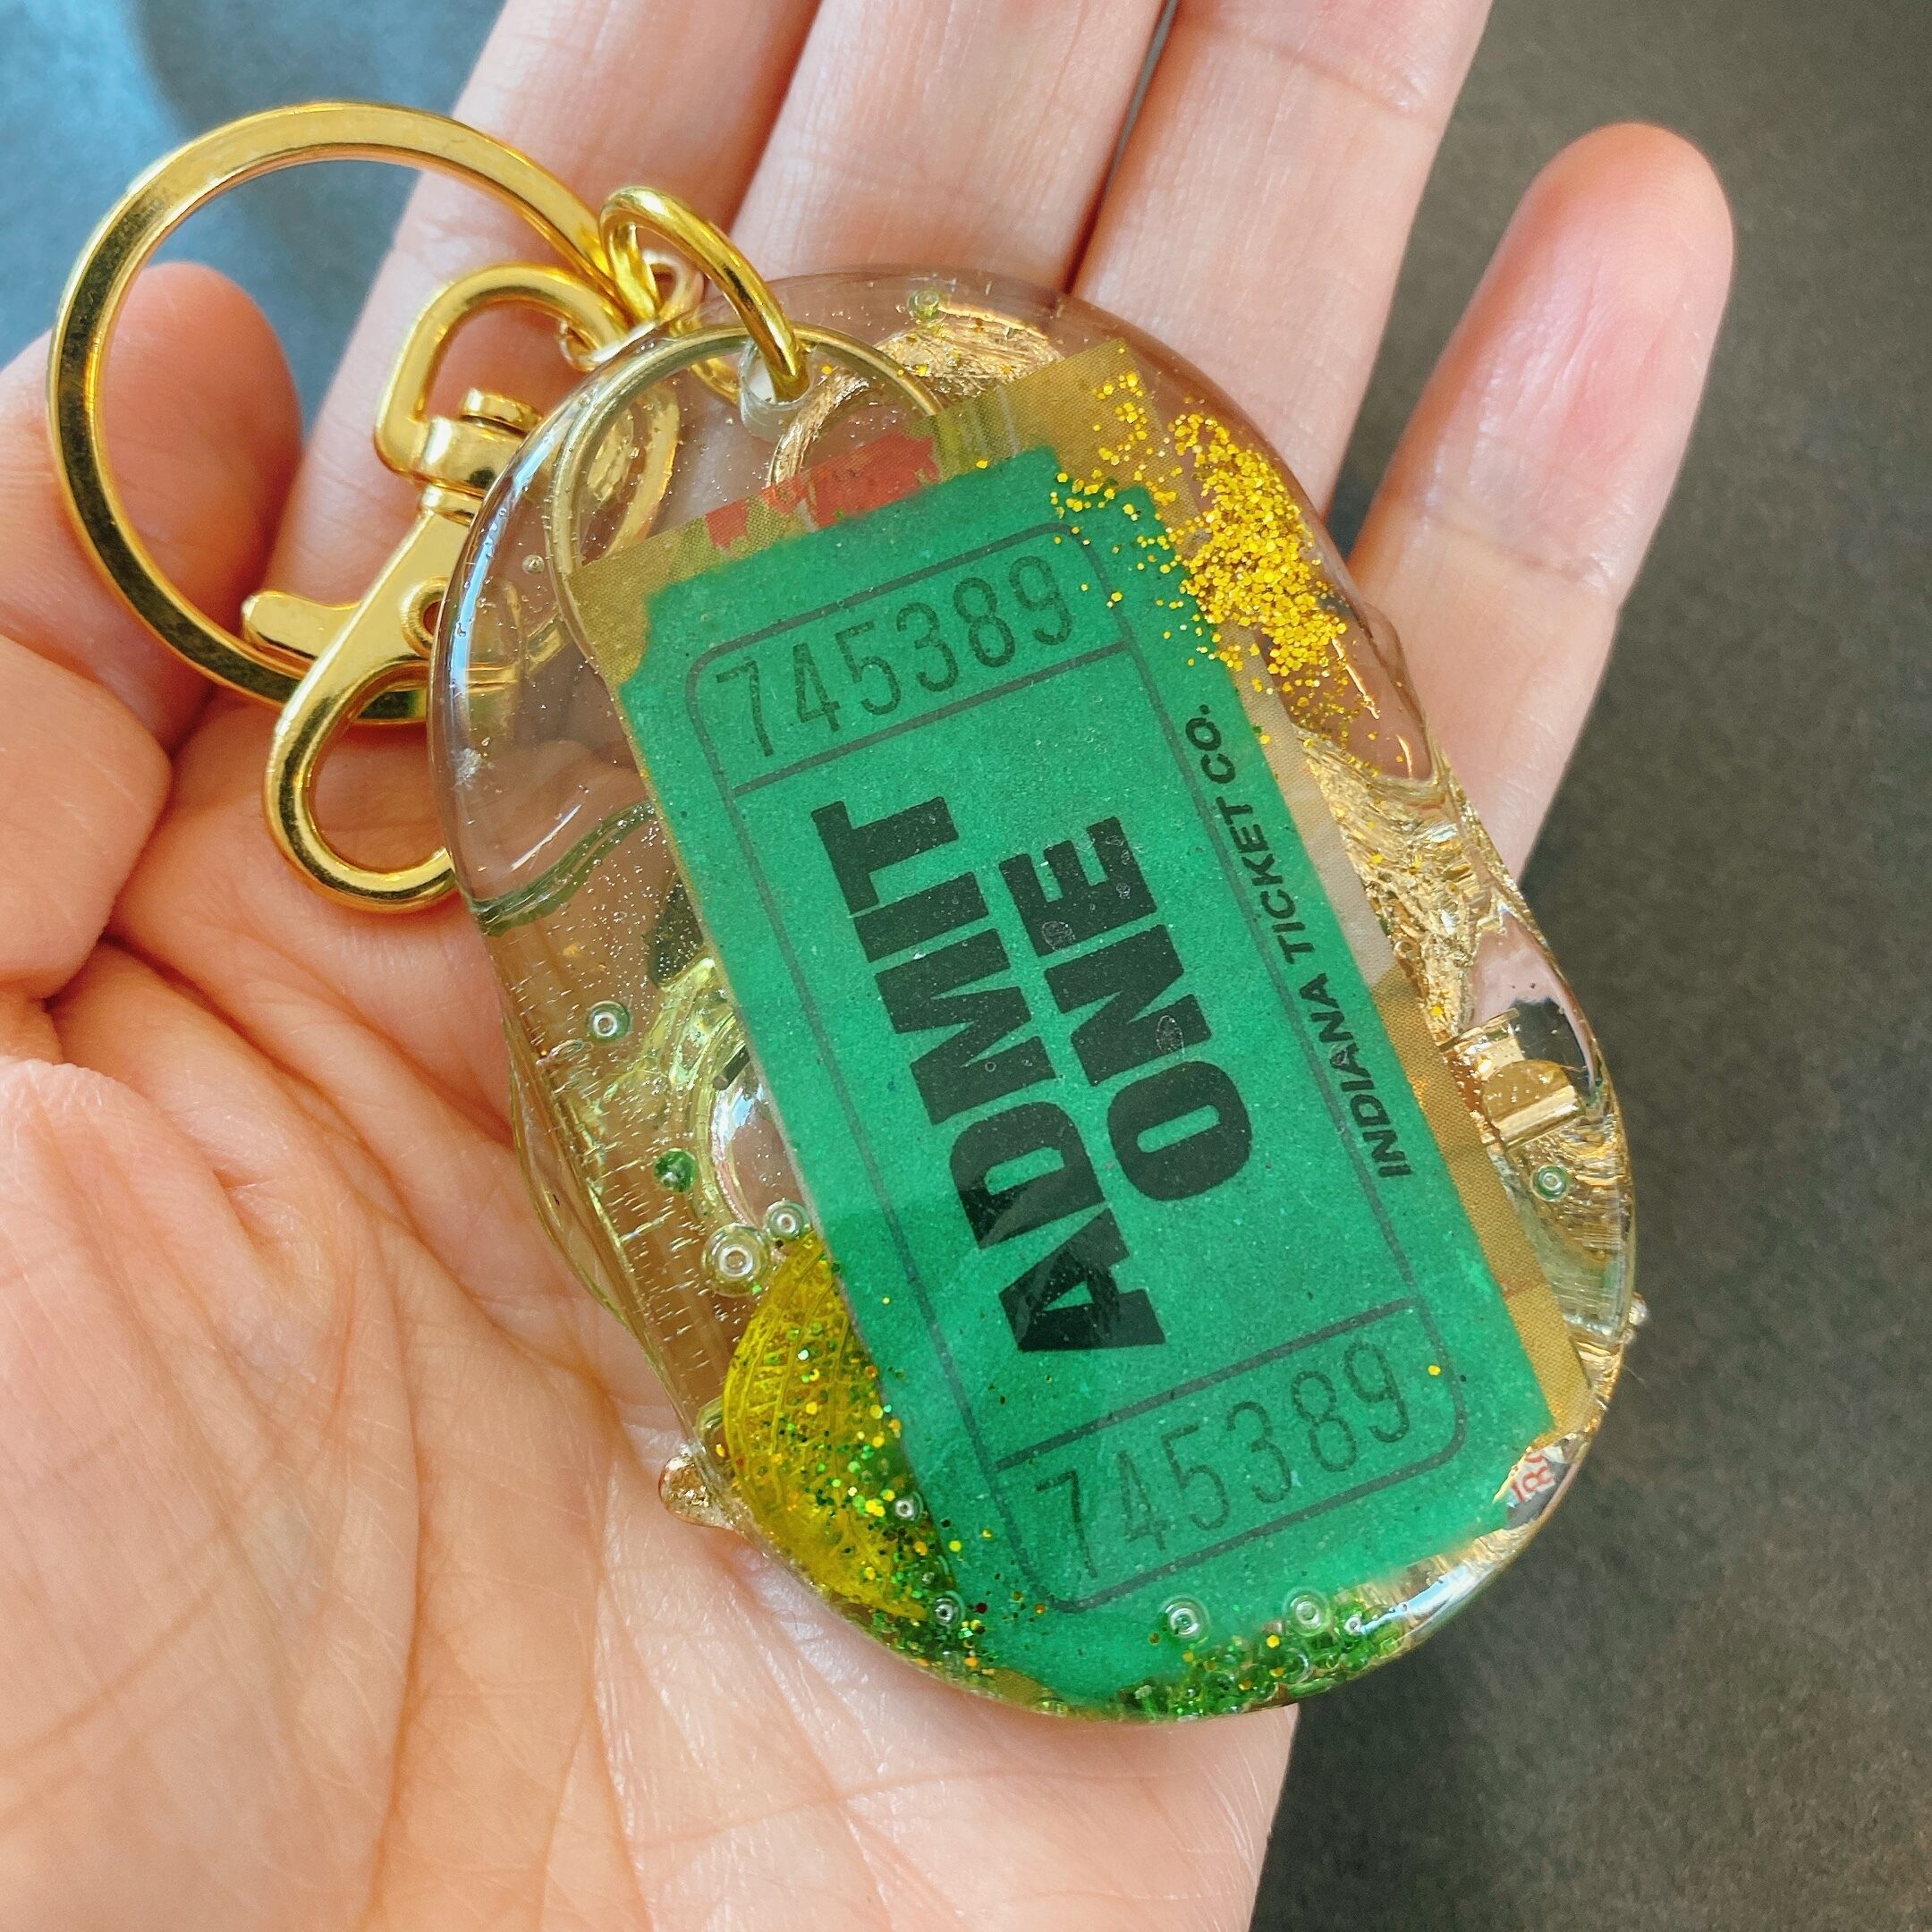 745389
ADMIT
ONE
INDIANA TICKET CO.
745389